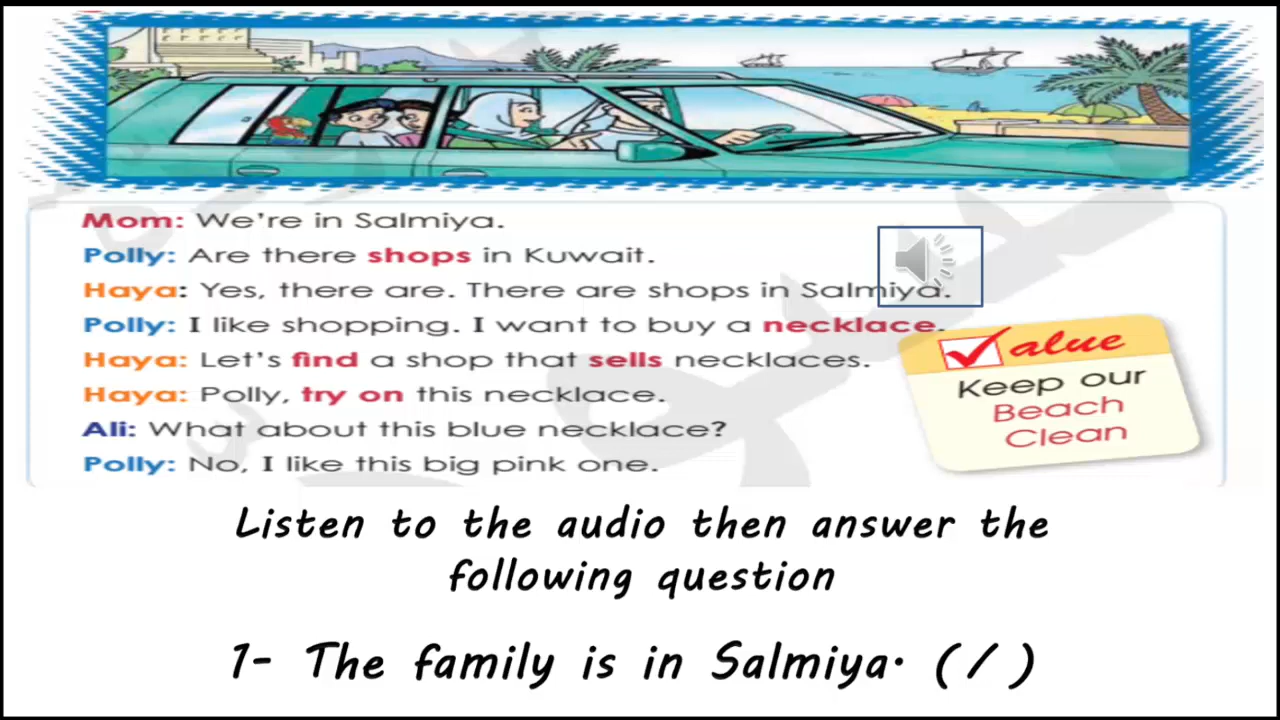 Mom: We're in Salmiya.
Polly: Are there shops in Kuwait.
Haya: Yes, there are. There are shops in Salmiya.
Polly: I like shopping. I want to buy a necklace.
Haya: Let's find a shop that sells necklaces.
Haya: Polly, try on this necklace.
Ali: What about this blue necklace?
Polly: No, I like this big pink one.
alue
Keep our
Beach
Clean
Listen to the audio then answer the
following question
1- The family is in Salmiya. ( / )